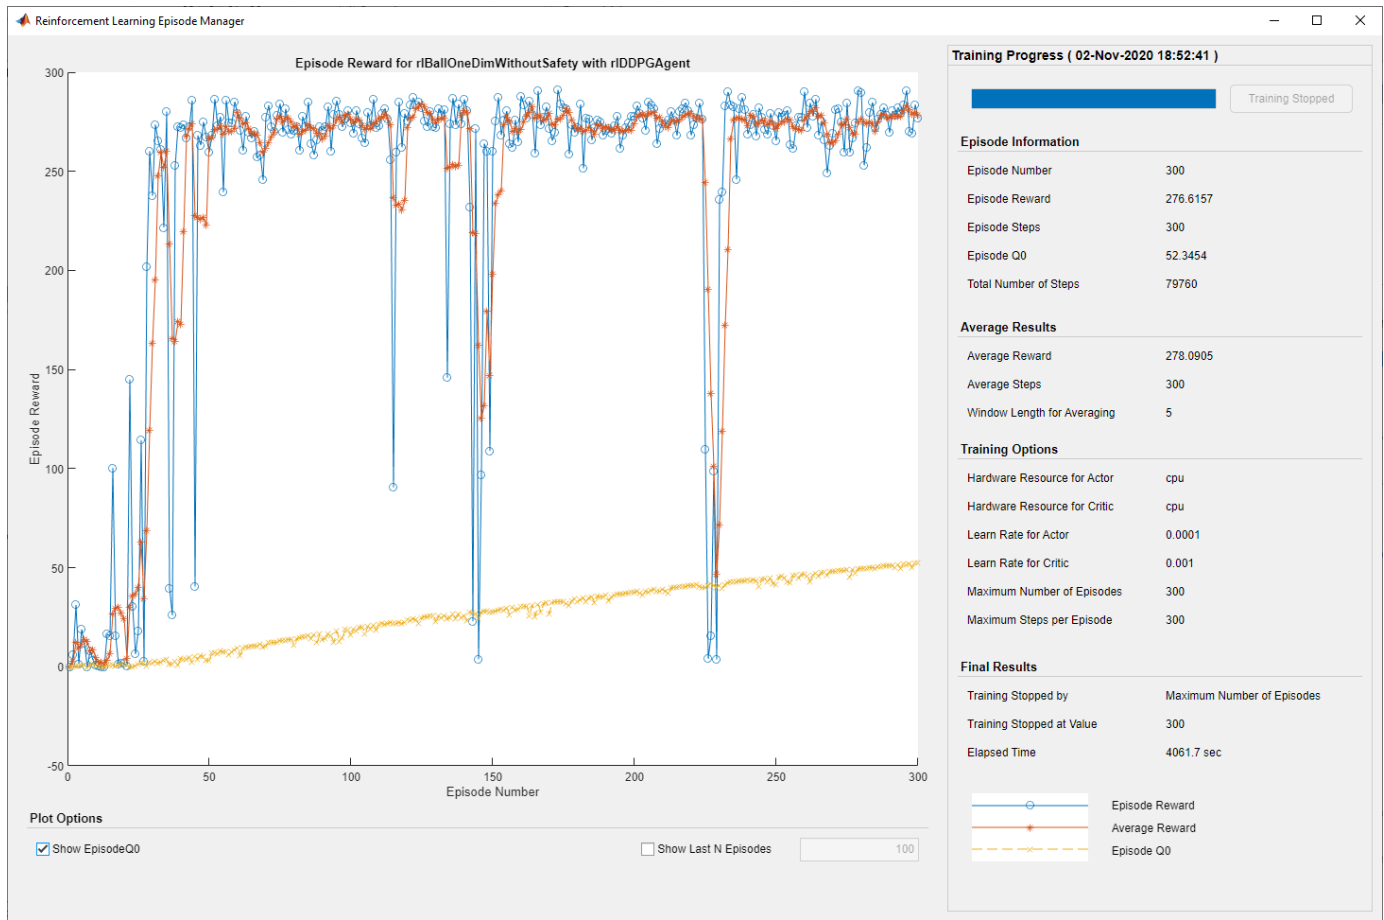 Reinforcement Learning Episode Manager
Episode Reward for rlBallOneDimWithoutSafety with rlDDPGAgent
300
250
200
150
100
50
0
-50
Episode Reward
0 50 100 150 200 250 300
Episode Number
Plot Options
Show EpisodeQ0
Show Last N Episodes 100
Training Progress ( 02-Nov-2020 18:52:41 )
Training Stopped
Episode Information
Episode Number 300
Episode Reward 276.6157
Episode Steps 300
Episode Q0 52.3454
Total Number of Steps 79760
Average Results
Average Reward 278.0905
Average Steps 300
Window Length for Averaging 5
Training Options
Hardware Resource for Actor cpu
Hardware Resource for Critic cpu
Learn Rate for Actor 0.0001
Learn Rate for Critic 0.001
Maximum Number of Episodes 300
Maximum Steps per Episode 300
Final Results
Training Stopped by Maximum Number of Episodes
Training Stopped at Value 300
Elapsed Time 4061.7 sec
Episode Reward
Average Reward
Episode Q0